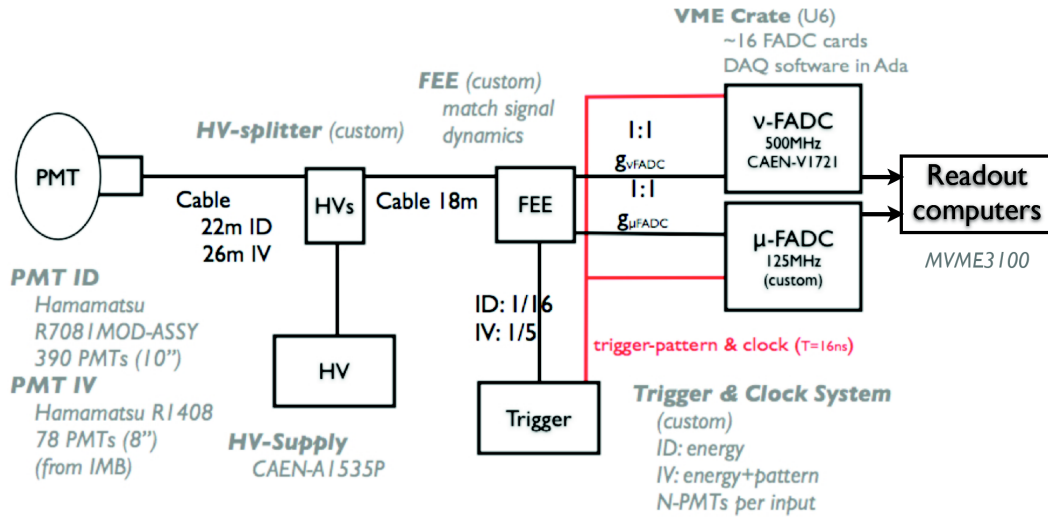 VME Crate (U6)
~16 FADC cards
DAQ software in Ada
FEE (custom)
match signal
dynamics
HV-splitter (custom)
PMT
Cable
22m ID
26m IV
HVs
Cable 18m
FEE
1:1
gνFADC
1:1
gμFADC
ν-FADC
500MHz
CAEN-V1721
μ-FADC
125MHz
(custom)
Readout
computers
MVME3100
PMT ID
Hamamatsu
R7081MOD-ASSY
390 PMTs (10”)
PMT IV
Hamamatsu R1408
78 PMTs (8”)
(from IMB)
HV
HV-Supply
CAEN-A1535P
ID: 1/16
IV: 1/5
Trigger
trigger-pattern & clock (T=16ns)
Trigger & Clock System
(custom)
ID: energy
IV: energy+pattern
N-PMTs per input